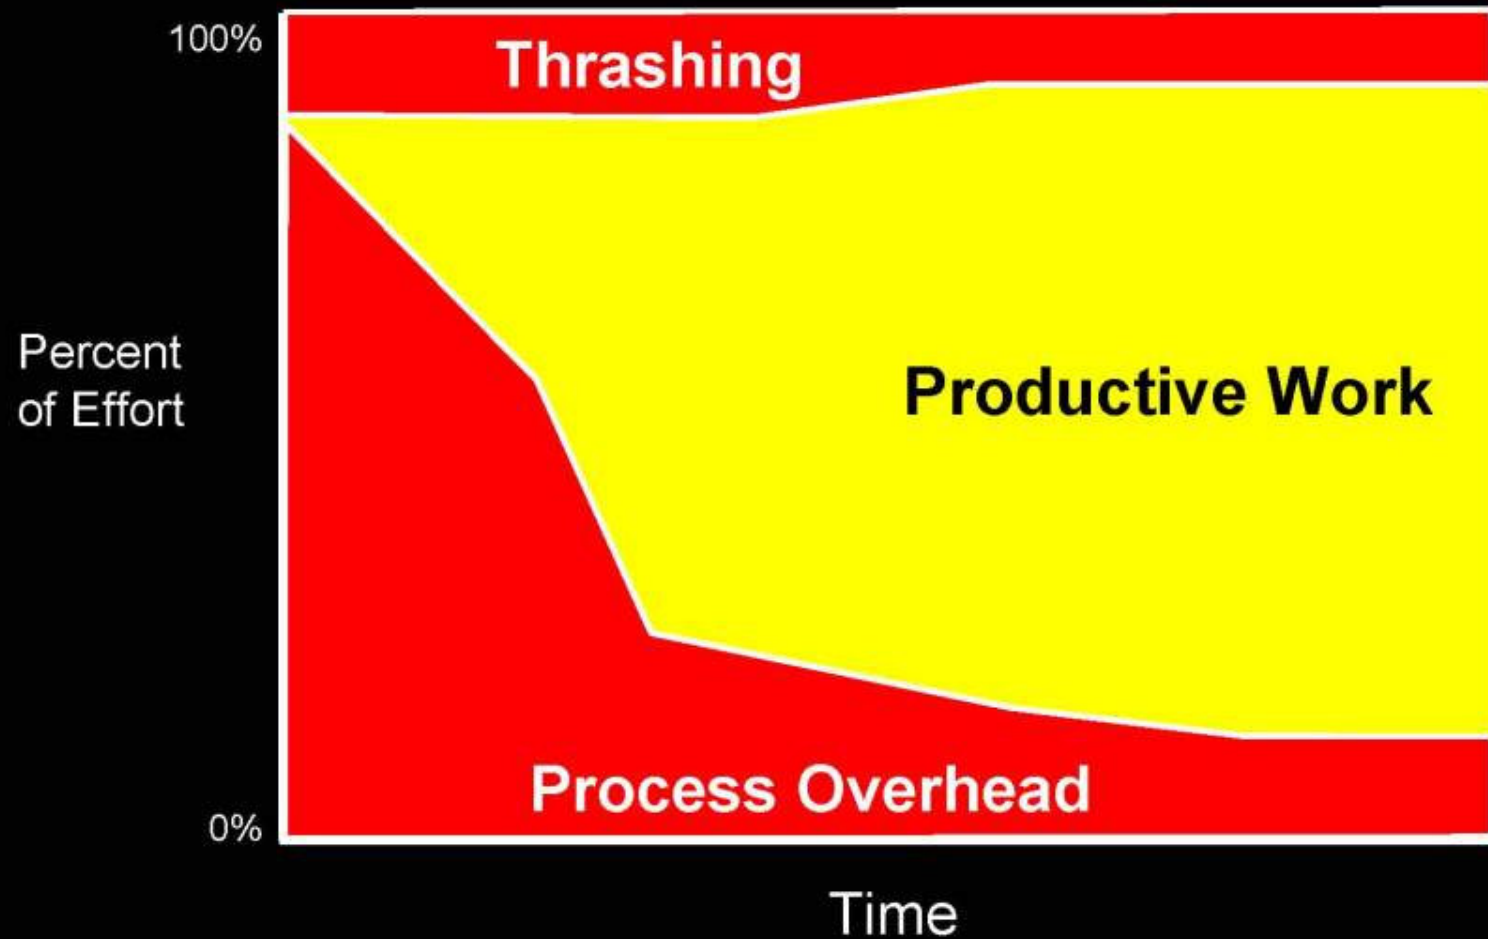 100%
Thrashing
Percent
of Effort
Productive Work
Process Overhead
0%
Time